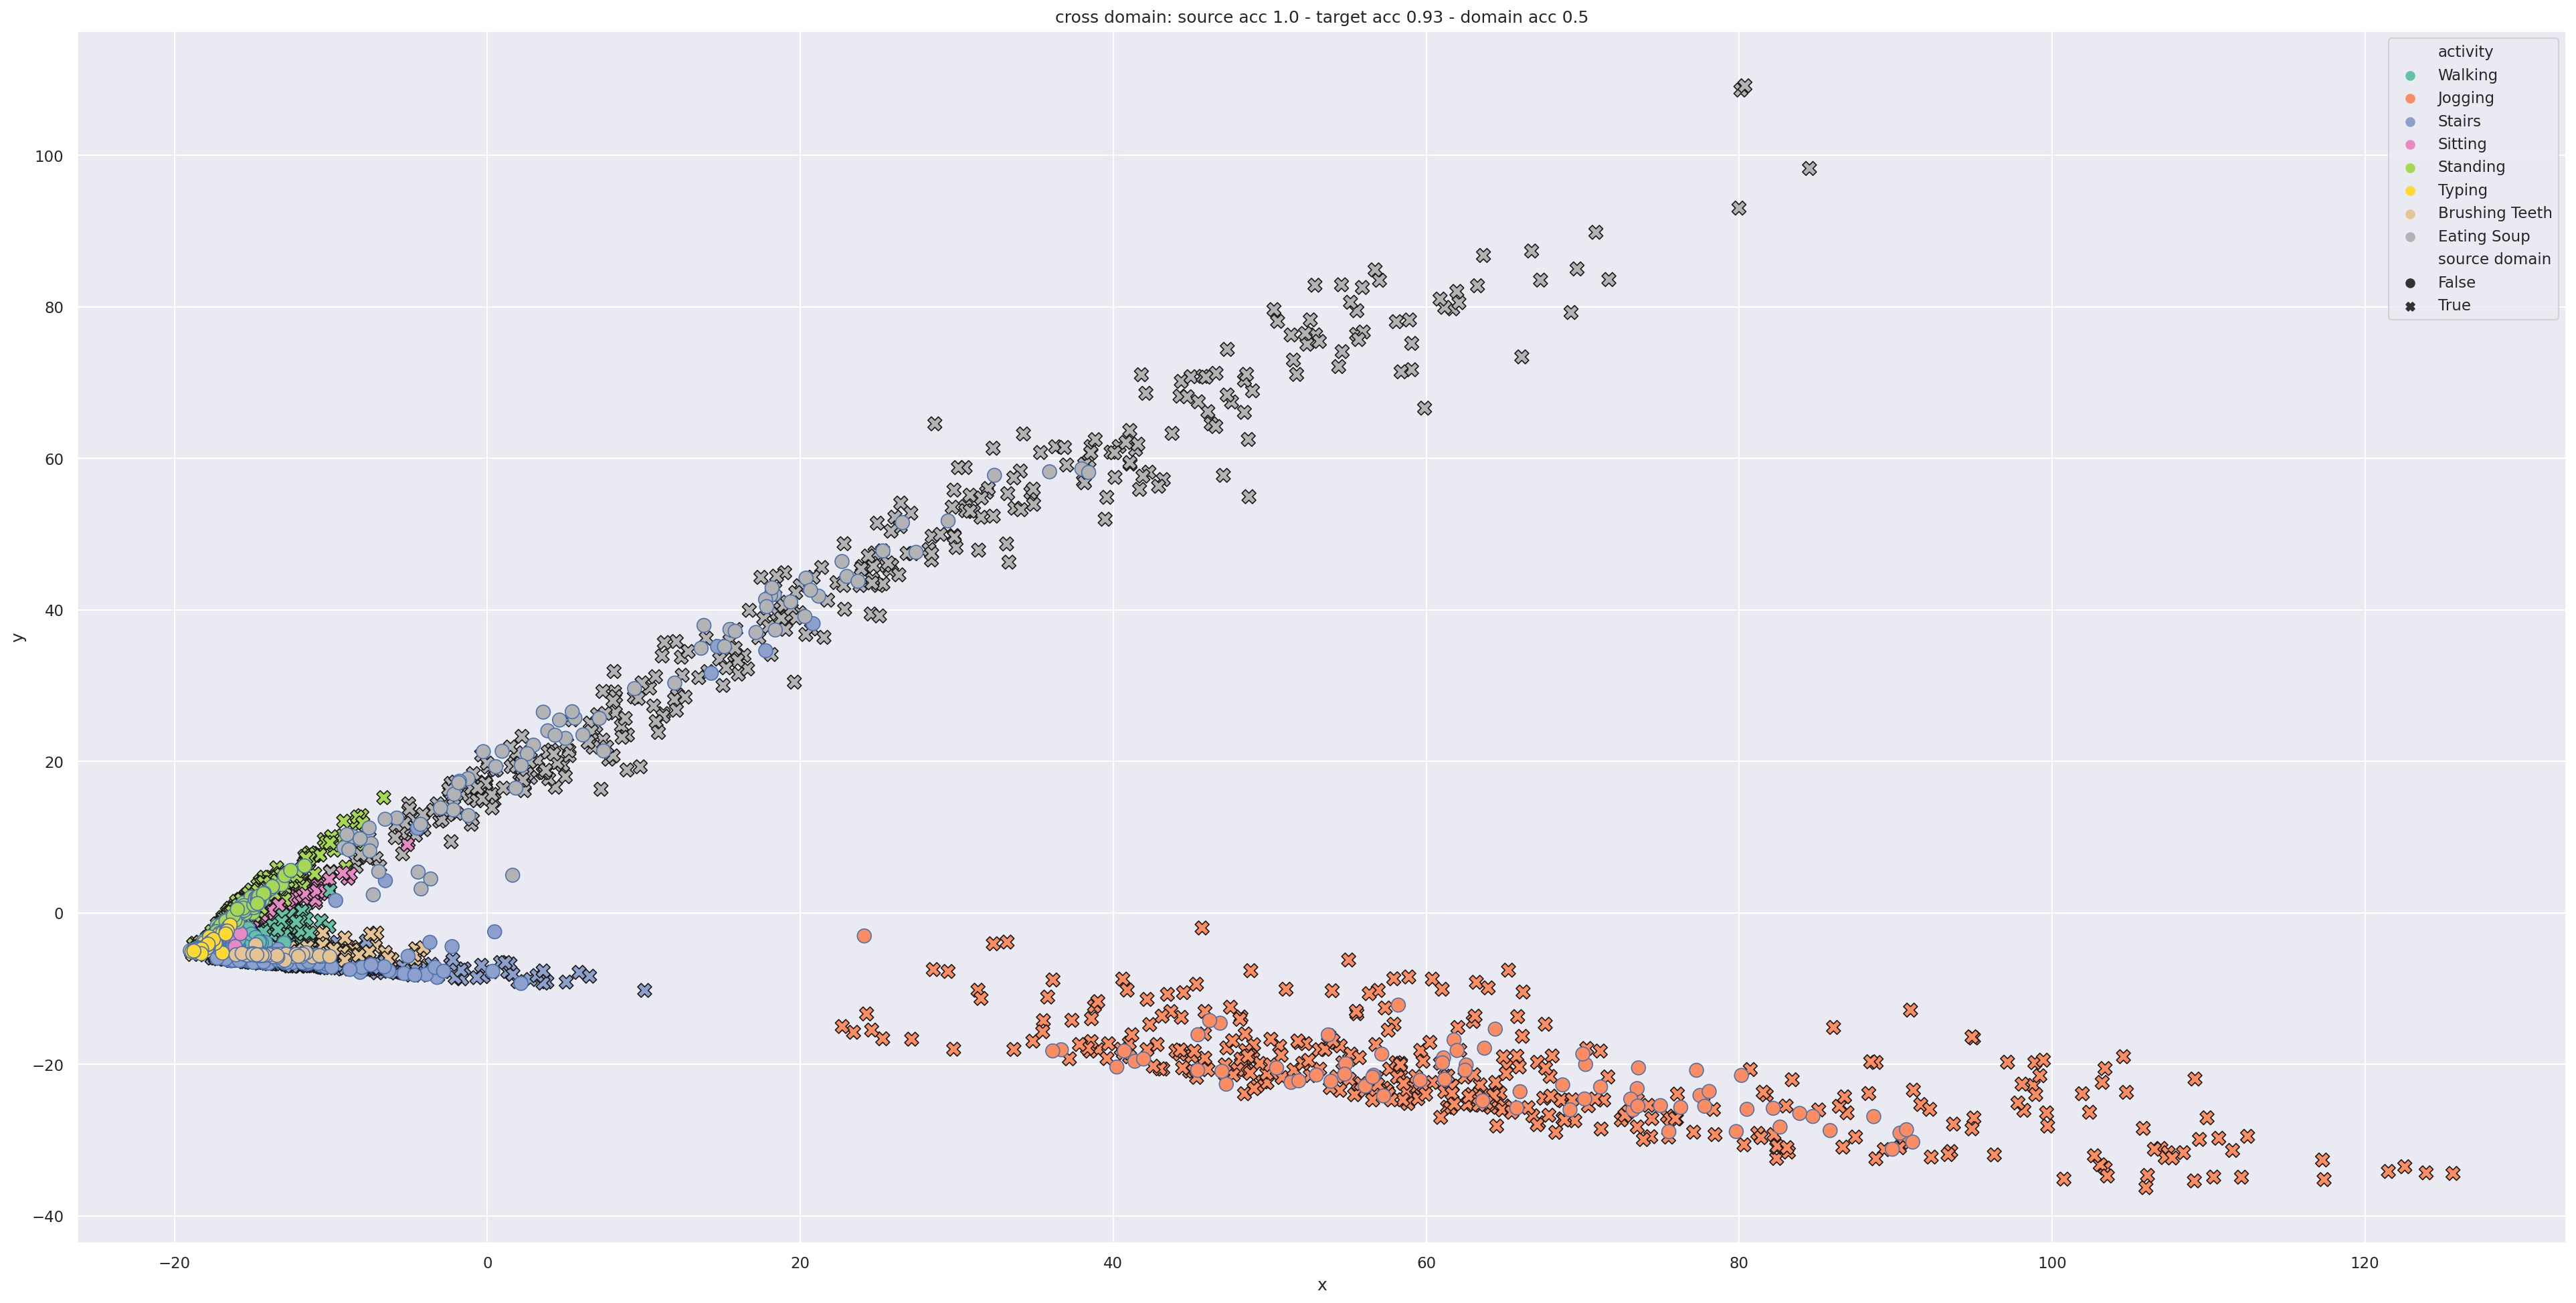 cross domain: source acc 1.0 - target acc 0.93 - domain acc 0.5
activity
Walking
Jogging
Stairs
Sitting
Standing
Typing
Brushing Teeth
Eating Soup
source domain
False
True
100
80
60
40
20
0
−20
−40
y
−20
0
20
40
60
80
100
120
x